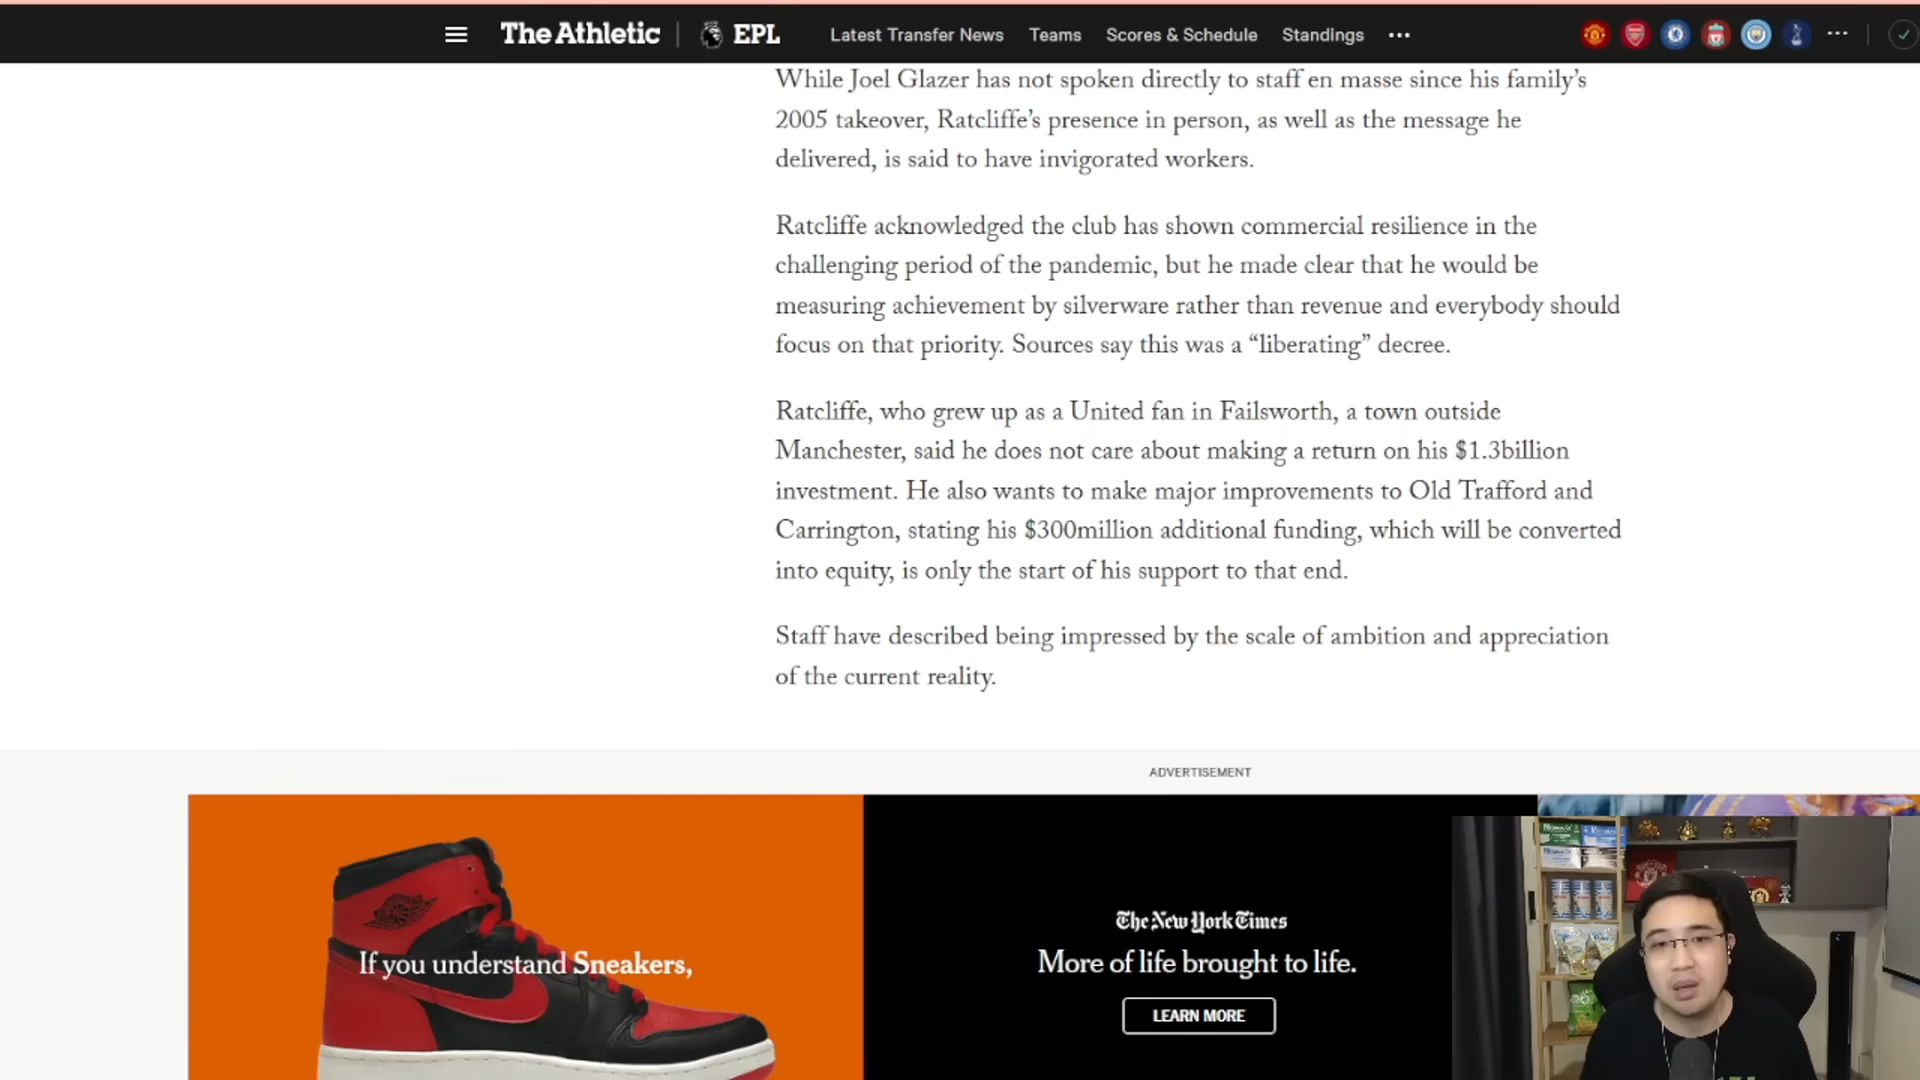 The Athletic | EPL Latest Transfer News Teams Scores & Schedule Standings
While Joel Glazer has not spoken directly to staff en masse since his family's
2005 takeover, Ratcliffe's presence in person, as well as the message he
delivered, is said to have invigorated workers.
Ratcliffe acknowledged the club has shown commercial resilience in the
challenging period of the pandemic, but he made clear that he would be
measuring achievement by silverware rather than revenue and everybody should
focus on that priority. Sources say this was a “liberating” decree.
Ratcliffe, who grew up as a United fan in Failsworth, a town outside
Manchester, said he does not care about making a return on his $1.3billion
investment. He also wants to make major improvements to Old Trafford and
Carrington, stating his $300million additional funding, which will be converted
into equity, is only the start of his support to that end.
Staff have described being impressed by the scale of ambition and appreciation
of the current reality.
ADVERTISEMENT
If you understand Sneakers,
The New York Times
More of life brought to life.
LEARN MORE